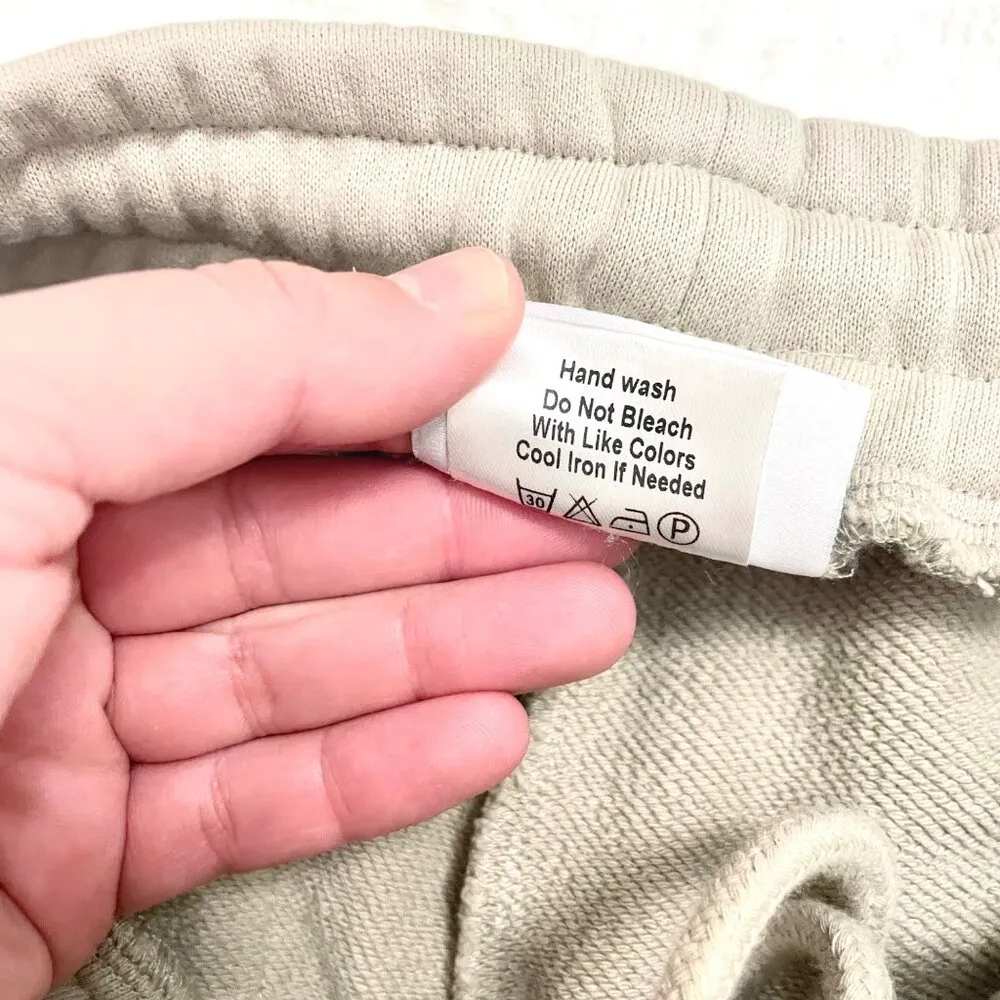 Hand wash
Do Not Bleach
With Like Colors
Cool Iron If Needed
30 P